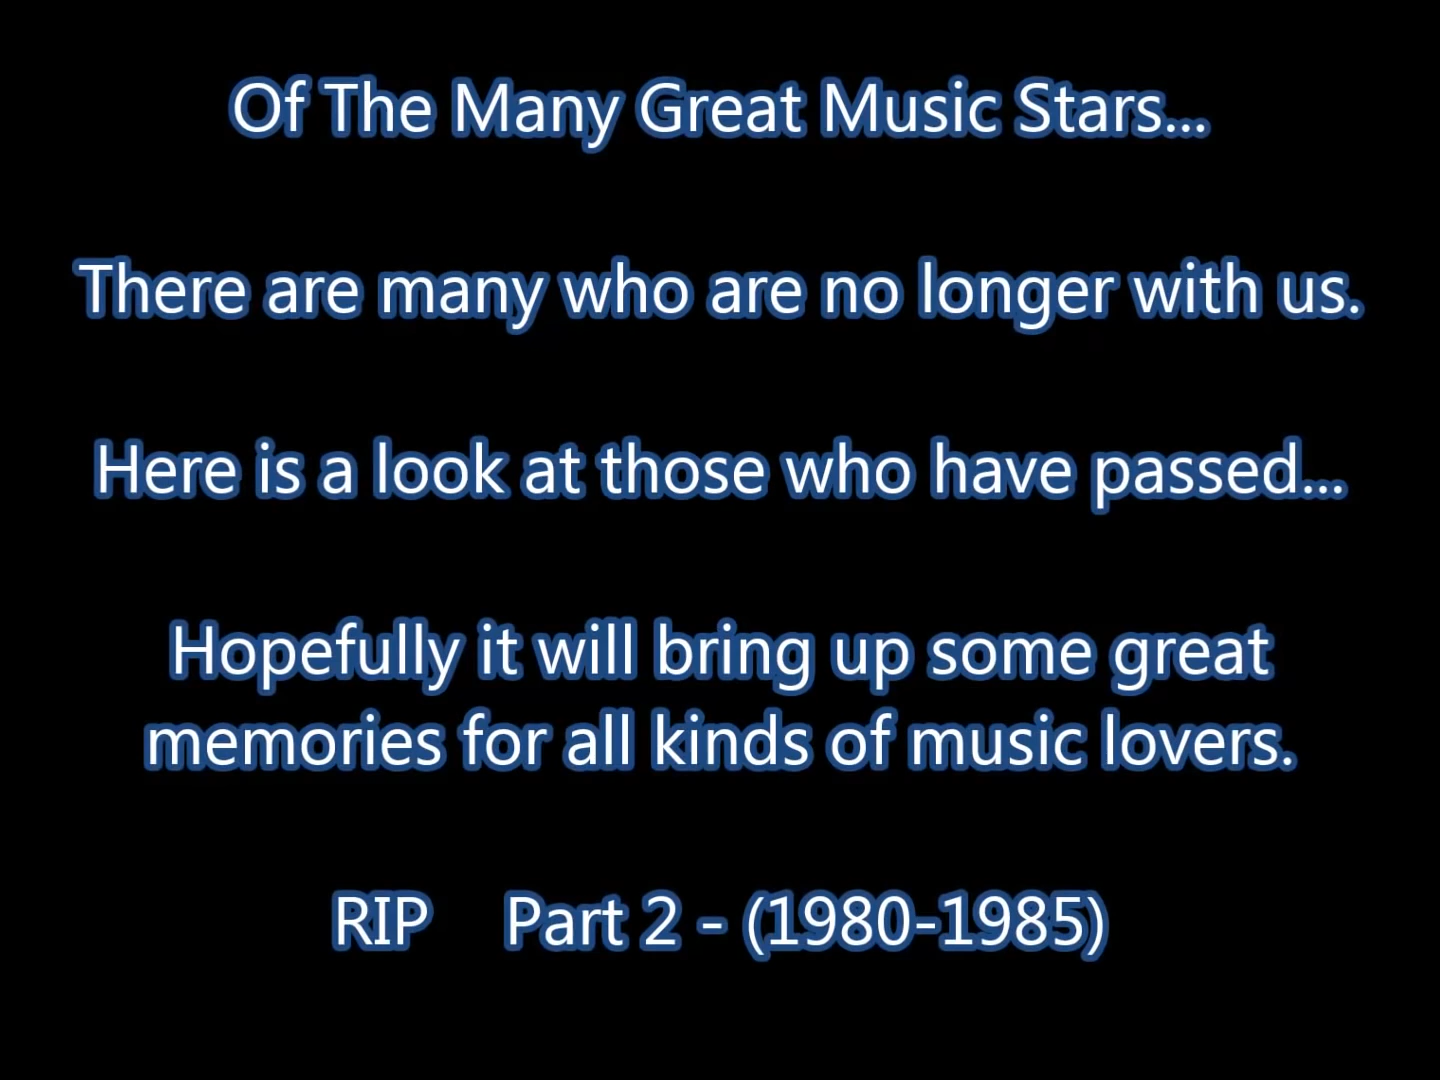 Of The Many Great Music Stars...
There are many who are no longer with us.
Here is a look at those who have passed...
Hopefully it will bring up some great
memories for all kinds of music lovers.
RIP Part 2 - (1980-1985)